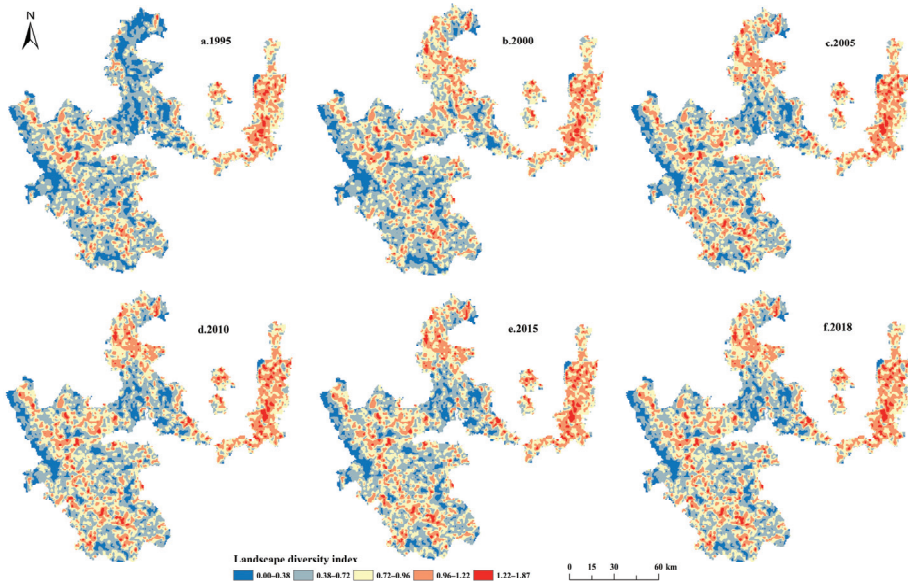 N
a.1995
b.2000
c.2005
d.2010
e.2015
f.2018
Landscape diversity index
0.00–0.38 0.38–0.72 0.72–0.96 0.96–1.22 1.22–1.87
0 15 30 60 km